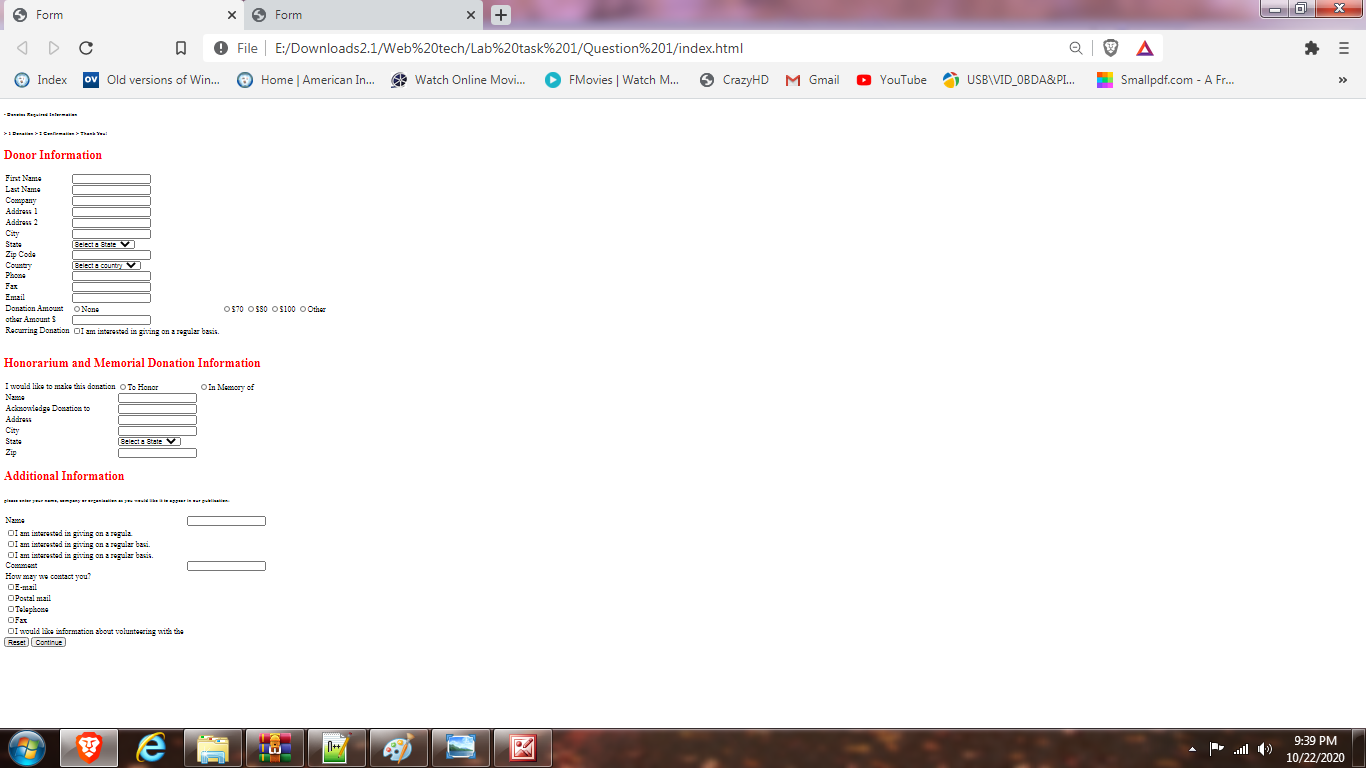 Form
Form
File
E:/Downloads2.1/Web%20tech/Lab%20task%201/Question%201/index.html
Index
Old versions of Win...
Home | American In...
Watch Online Movi...
FMovies | Watch M...
CrazyHD
Gmail
YouTube
USB\VID_0BDA&PI...
Smallpdf.com - A Fr...
»
* Denotes Required Information
> 1 Donation > 2 Confirmation > Thank You!
Donor Information
First Name
Last Name
Company
Address 1
Address 2
City
State Select a State
Zip Code
Country Select a country
Phone
Fax
Email
Donation Amount None $70 $80 $100 Other
other Amount $
Recurring Donation I am interested in giving on a regular basis.
Honorarium and Memorial Donation Information
I would like to make this donation To Honor In Memory of
Name
Acknowledge Donation to
Address
City
State Select a State
Zip
Additional Information
please enter your name, company or organization as you would like it to appear in our publication:
Name
I am interested in giving on a regula.
I am interested in giving on a regular basi.
I am interested in giving on a regular basis.
Comment
How may we contact you?
E-mail
Postal mail
Telephone
Fax
I would like information about volunteering with the
Reset Continue
9:39 PM
10/22/2020